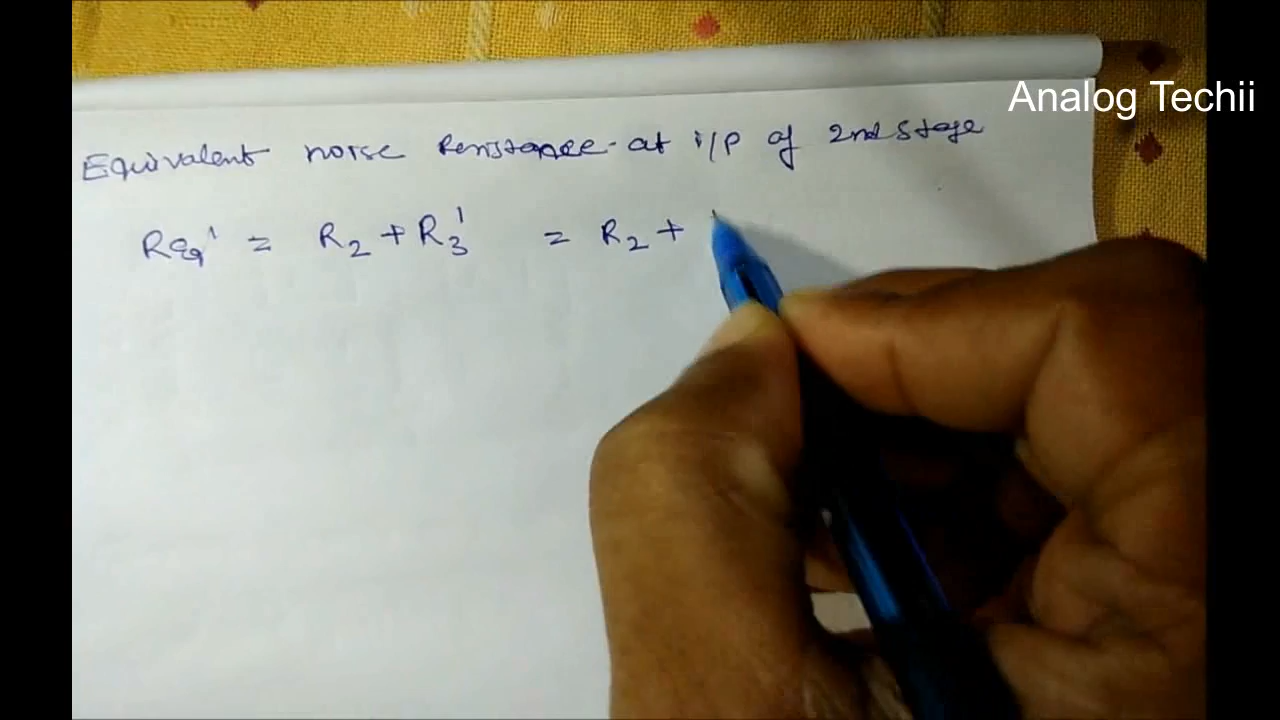 Analog Techii
Equivalent noise Resistance at i/p of 2nd stage
Req' = R₂ + R₃' = R₂ +